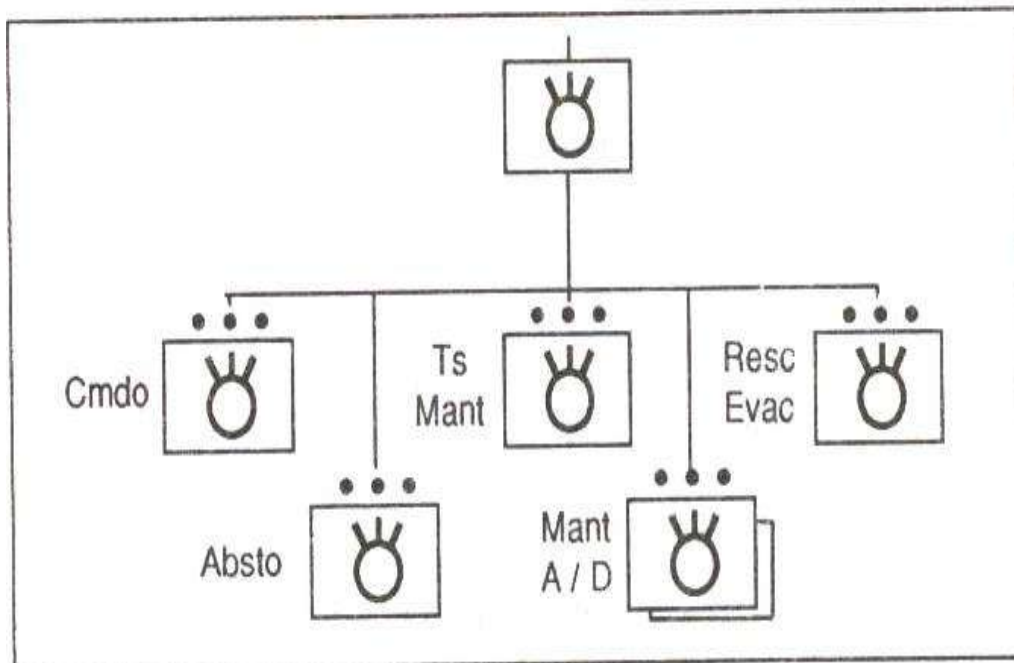 Cmdo
Ts
Mant
Resc
Evac
Absto
Mant
A / D